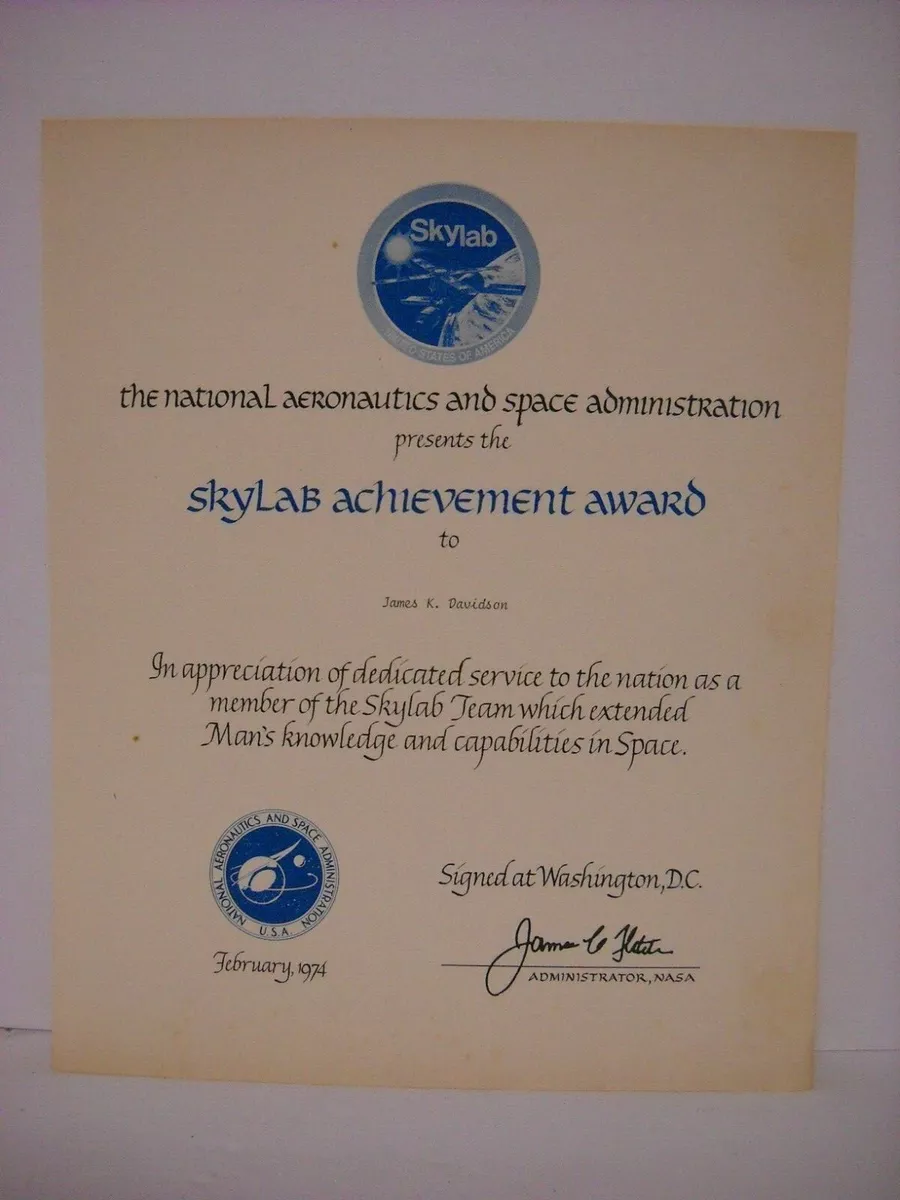 Skylab
UNITED STATES OF AMERICA
the national aeronautics and space administration
presents the
skylab achievement award
to
James K. Davidson
In appreciation of dedicated service to the nation as a
member of the Skylab Team which extended
Man's knowledge and capabilities in Space.
NATIONAL AERONAUTICS AND SPACE ADMINISTRATION
U.S.A.
February, 1974
Signed at Washington, D.C.
James C Fletcher
ADMINISTRATOR, NASA